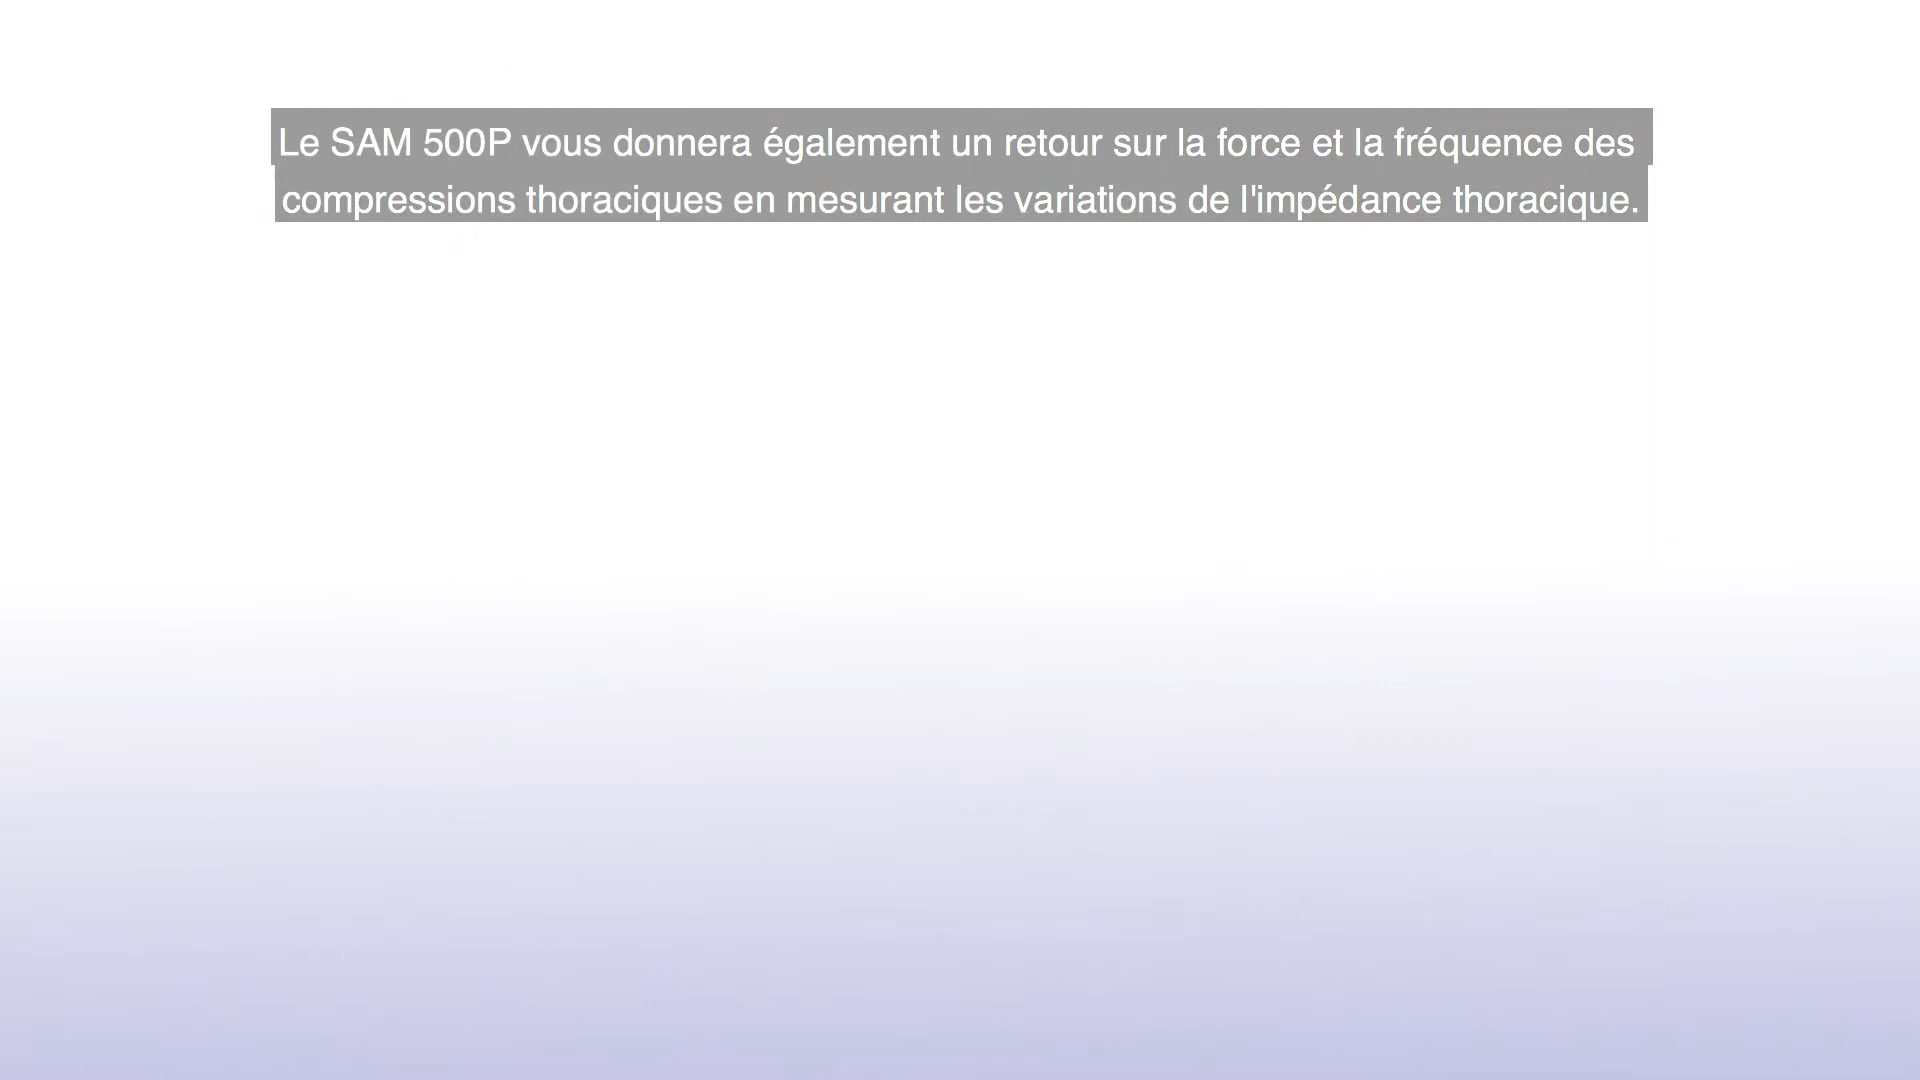 Le SAM 500P vous donnera également un retour sur la force et la fréquence des
compressions thoraciques en mesurant les variations de l'impédance thoracique.